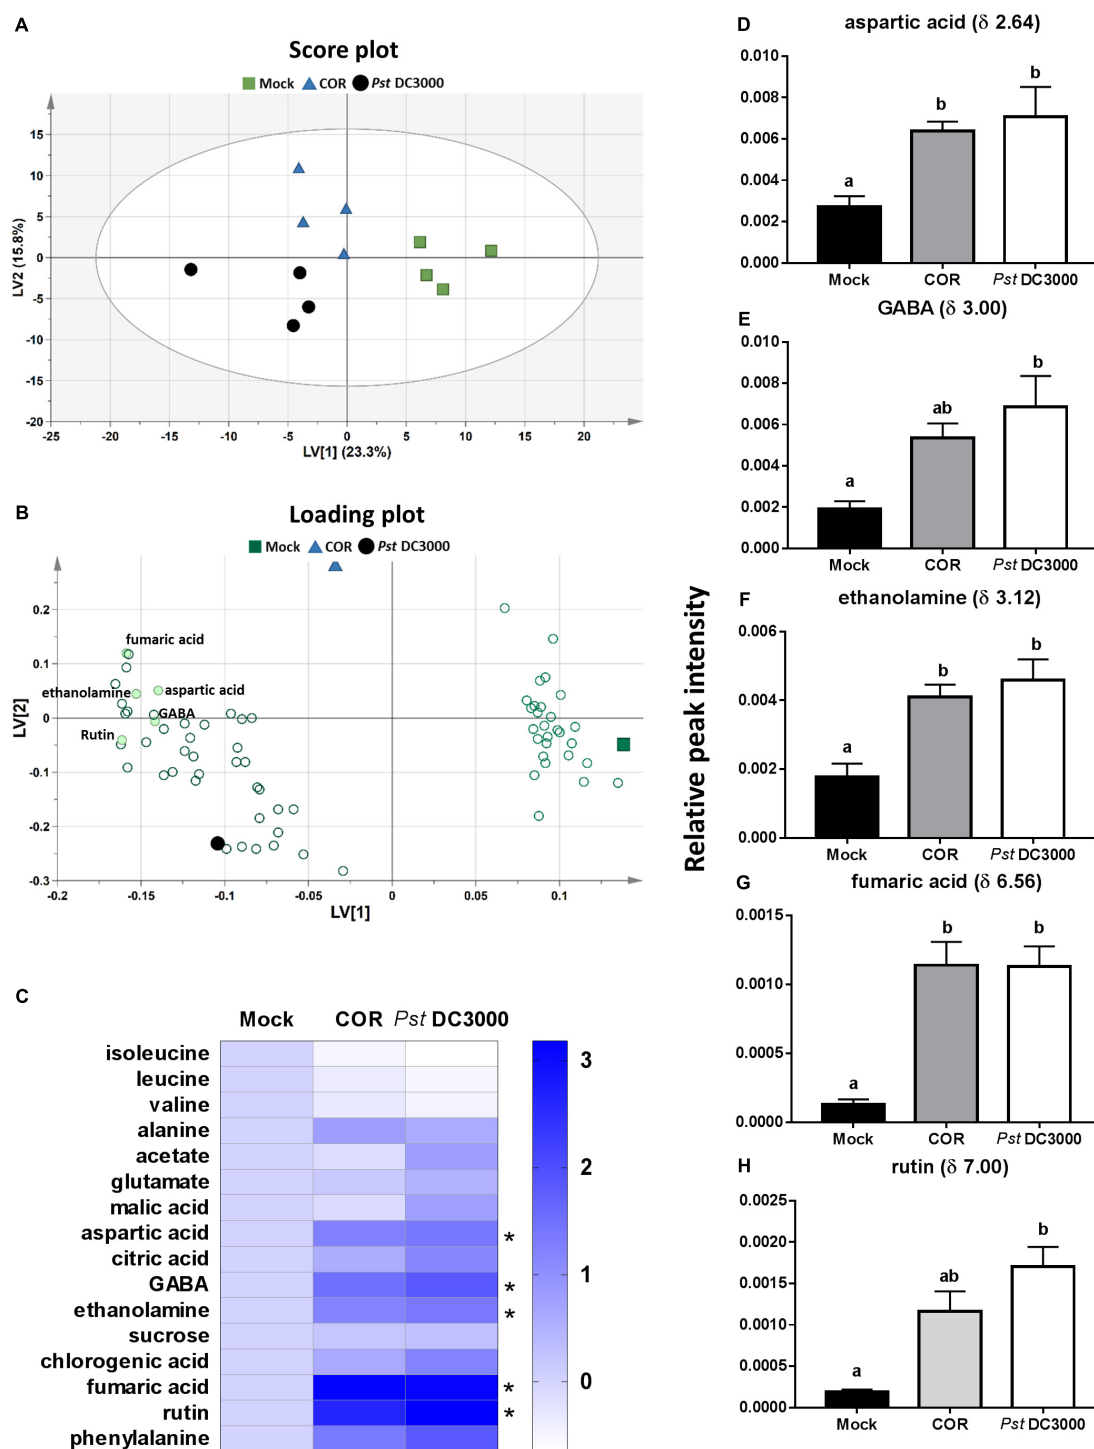 A
Score plot
Mock COR Pst DC3000
15
10
5
0
-5
-10
-15
-20
-25 -20 -15 -10 -5 0 5 10 15 20
LV2 (15.8%)
LV[1] (23.3%)
B
Loading plot
Mock COR Pst DC3000
0.2
0.1
0
-0.1
-0.2
-0.3
-0.2 -0.15 -0.1 -0.05 0 0.05 0.1
LV[2]
LV[1]
fumaric acid
ethanolamine
aspartic acid
GABA
Rutin
C
Mock COR Pst DC3000
isoleucine
leucine
valine
alanine
acetate
glutamate
malic acid
aspartic acid *
citric acid
GABA *
ethanolamine *
sucrose
chlorogenic acid
fumaric acid *
rutin *
phenylalanine
3
2
1
0
Relative peak intensity
D
aspartic acid (δ 2.64)
0.010
0.008
0.006
0.004
0.002
0.000
a b b
Mock COR Pst DC3000
E
GABA (δ 3.00)
0.010
0.008
0.006
0.004
0.002
0.000
a ab b
Mock COR Pst DC3000
F
ethanolamine (δ 3.12)
0.006
0.004
0.002
0.000
a b b
Mock COR Pst DC3000
G
fumaric acid (δ 6.56)
0.0015
0.0010
0.0005
0.0000
a b b
Mock COR Pst DC3000
H
rutin (δ 7.00)
0.0025
0.0020
0.0015
0.0010
0.0005
0.0000
a ab b
Mock COR Pst DC3000